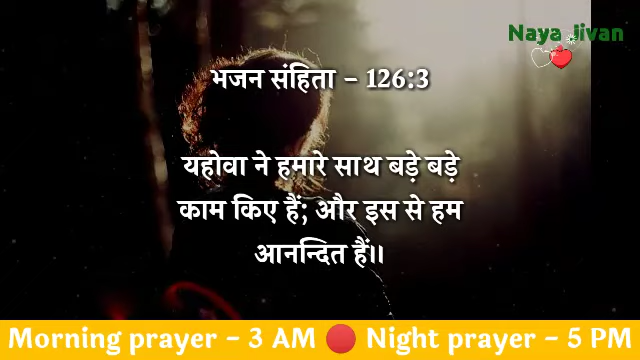 Naya Jivan
भजन संहिता - 126:3
यहोवा ने हमारे साथ बड़े बड़े
काम किए हैं; और इस से हम
आनन्दित हैं।।
Morning prayer - 3 AM 🔴 Night prayer - 5 PM